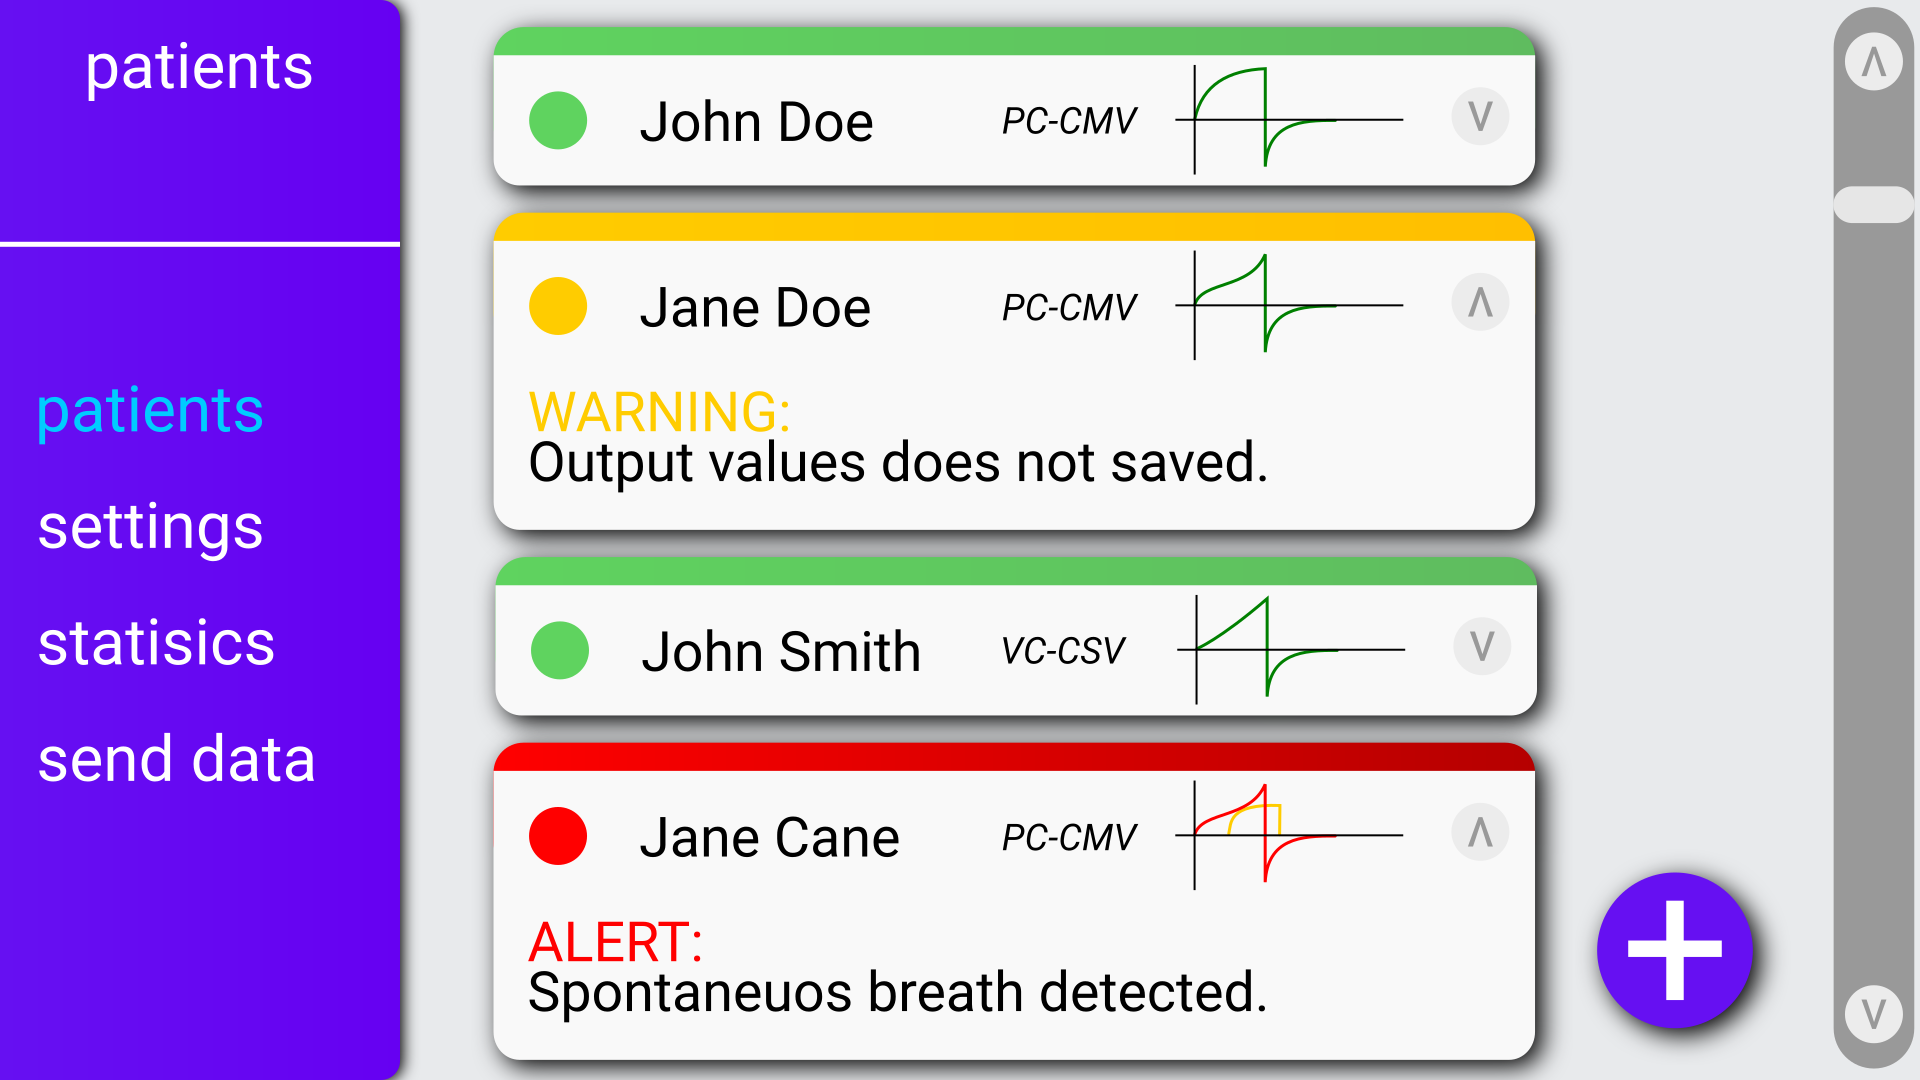 patients
patients
settings
statisics
send data
John Doe PC-CMV V
Jane Doe PC-CMV Λ
WARNING:
Output values does not saved.
John Smith VC-CSV V
Jane Cane PC-CMV Λ
ALERT:
Spontaneuos breath detected.
Λ
V